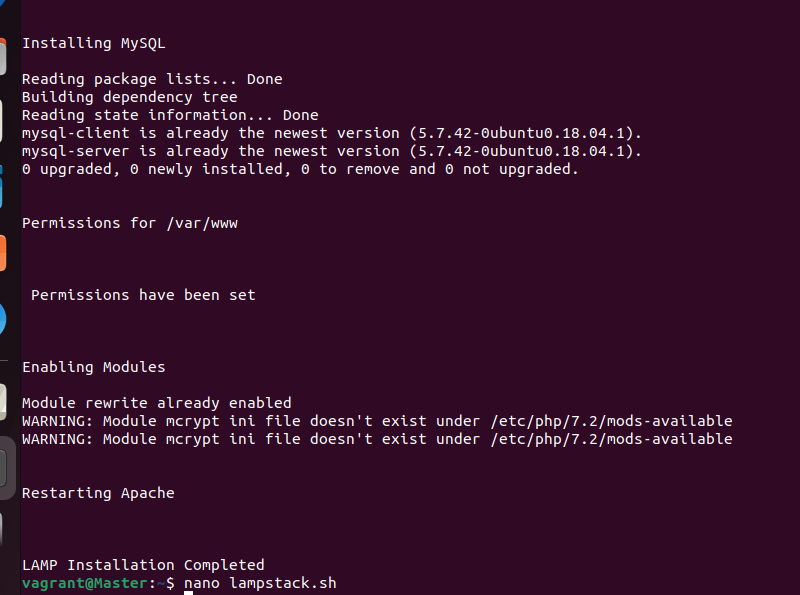 Installing MySQL
Reading package lists... Done
Building dependency tree
Reading state information... Done
mysql-client is already the newest version (5.7.42-0ubuntu0.18.04.1).
mysql-server is already the newest version (5.7.42-0ubuntu0.18.04.1).
0 upgraded, 0 newly installed, 0 to remove and 0 not upgraded.
Permissions for /var/www
Permissions have been set
Enabling Modules
Module rewrite already enabled
WARNING: Module mcrypt ini file doesn't exist under /etc/php/7.2/mods-available
WARNING: Module mcrypt ini file doesn't exist under /etc/php/7.2/mods-available
Restarting Apache
LAMP Installation Completed
vagrant@Master:~$ nano lampstack.sh